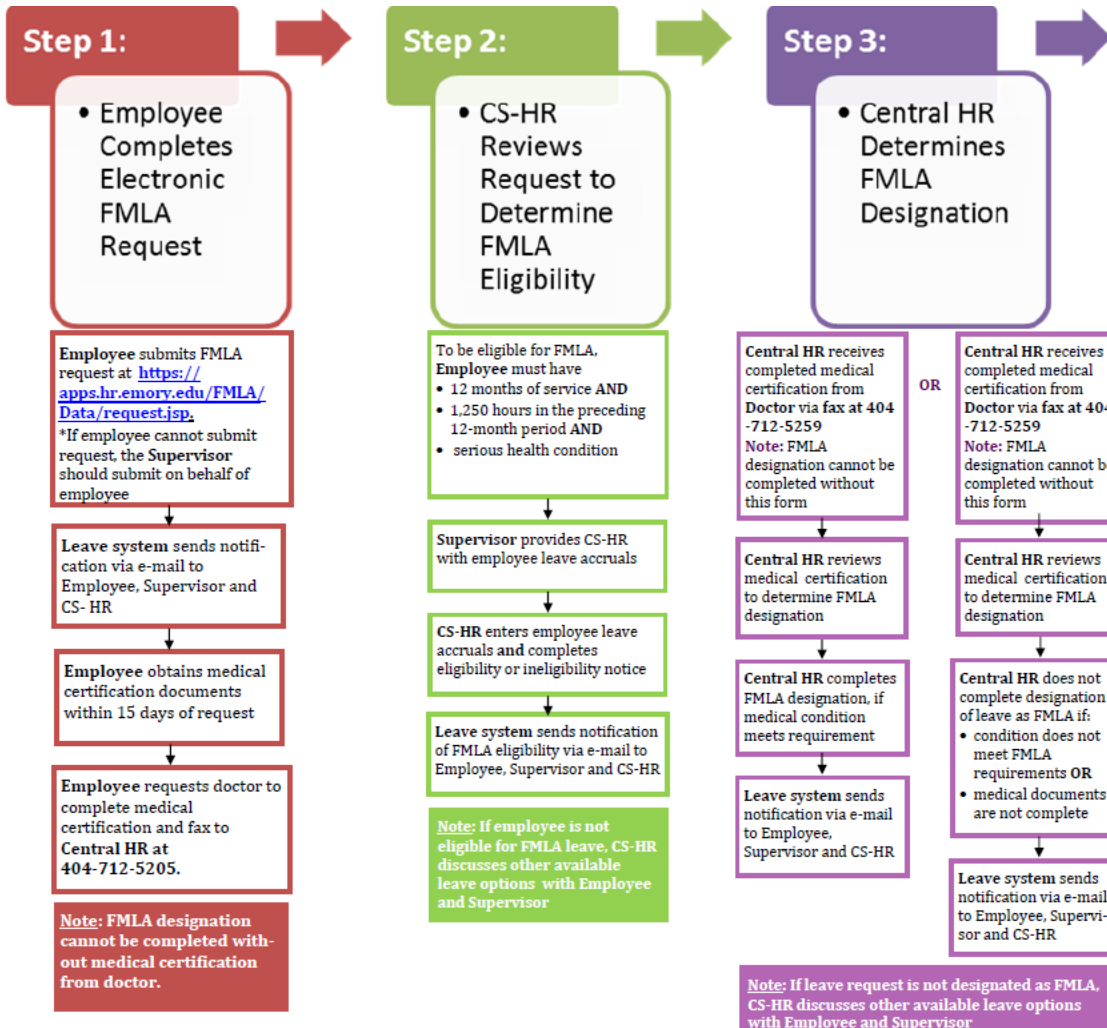 Step 1:
• Employee
Completes
Electronic
FMLA
Request
Employee submits FMLA
request at https://
apps.hr.emory.edu/FMLA/
Data/request.jsp.
*If employee cannot submit
request, the Supervisor
should submit on behalf of
employee
Leave system sends notifi-
cation via e-mail to
Employee, Supervisor and
CS- HR
Employee obtains medical
certification documents
within 15 days of request
Employee requests doctor to
complete medical
certification and fax to
Central HR at
404-712-5205.
Note: FMLA designation
cannot be completed with-
out medical certification
from doctor.
Step 2:
• CS-HR
Reviews
Request to
Determine
FMLA
Eligibility
To be eligible for FMLA,
Employee must have
• 12 months of service AND
• 1,250 hours in the preceding
12-month period AND
• serious health condition
Supervisor provides CS-HR
with employee leave accruals
CS-HR enters employee leave
accruals and completes
eligibility or ineligibility notice
Leave system sends notification
of FMLA eligibility via e-mail to
Employee, Supervisor and CS-HR
Note: If employee is not
eligible for FMLA leave, CS-HR
discusses other available
leave options with Employee
and Supervisor
Step 3:
• Central HR
Determines
FMLA
Designation
Central HR receives
completed medical
certification from
Doctor via fax at 404
-712-5259
Note: FMLA
designation cannot be
completed without
this form
Central HR reviews
medical certification
to determine FMLA
designation
Central HR completes
FMLA designation, if
medical condition
meets requirement
Leave system sends
notification via e-mail
to Employee,
Supervisor and CS-HR
OR
Central HR receives
completed medical
certification from
Doctor via fax at 404
-712-5259
Note: FMLA
designation cannot be
completed without
this form
Central HR reviews
medical certification
to determine FMLA
designation
Central HR does not
complete designation
of leave as FMLA if:
• condition does not
meet FMLA
requirements OR
• medical documents
are not complete
Leave system sends
notification via e-mail
to Employee, Supervi-
sor and CS-HR
Note: If leave request is not designated as FMLA,
CS-HR discusses other available leave options
with Employee and Supervisor